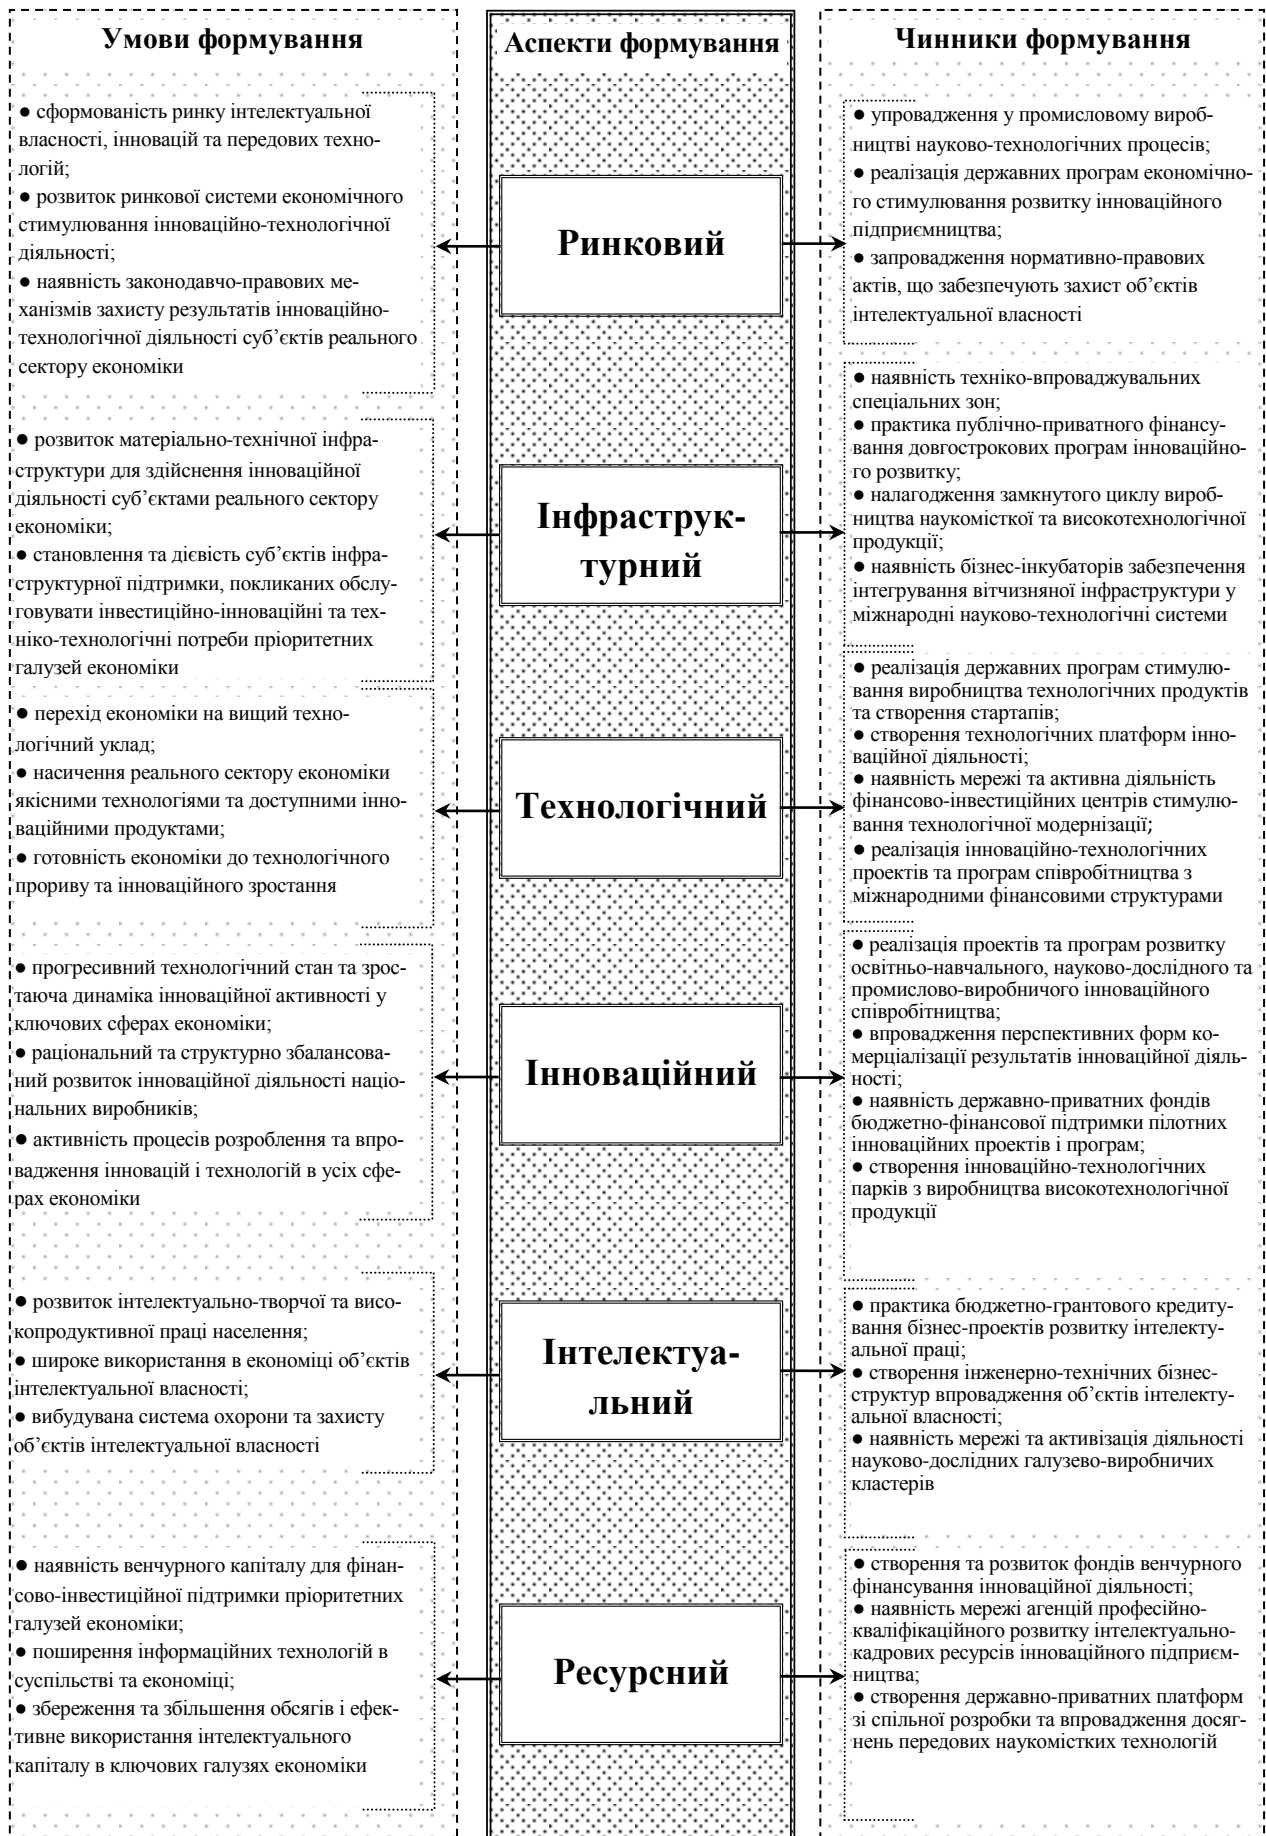 Умови формування
● сформованість ринку інтелектуальної
власності, інновацій та передових техно-
логій;
● розвиток ринкової системи економічного
стимулювання інноваційно-технологічної
діяльності;
● наявність законодавчо-правових ме-
ханізмів захисту результатів інноваційно-
технологічної діяльності суб’єктів реального
сектору економіки
● розвиток матеріально-технічної інфра-
структури для здійснення інноваційної
діяльності суб’єктами реального сектору
економіки;
● становлення та дієвість суб’єктів інфра-
структурної підтримки, покликаних обслу-
говувати інвестиційно-інноваційні та тех-
ніко-технологічні потреби пріоритетних
галузей економіки
● перехід економіки на вищий техно-
логічний уклад;
● насичення реального сектору економіки
якісними технологіями та доступними інно-
ваційними продуктами;
● готовність економіки до технологічного
прориву та інноваційного зростання
● прогресивний технологічний стан та зрос-
таюча динаміка інноваційної активності у
ключових сферах економіки;
● раціональний та структурно збалансова-
ний розвиток інноваційної діяльності націо-
нальних виробників;
● активність процесів розроблення та впро-
вадження інновацій і технологій в усіх сфе-
рах економіки
● розвиток інтелектуально-творчої та висо-
копродуктивної праці населення;
● широке використання в економіці об’єктів
інтелектуальної власності;
● вибудувана система охорони та захисту
об’єктів інтелектуальної власності
● наявність венчурного капіталу для фінан-
сово-інвестиційної підтримки пріоритетних
галузей економіки;
● поширення інформаційних технологій в
суспільстві та економіці;
● збереження та збільшення обсягів і ефек-
тивне використання інтелектуального
капіталу в ключових галузях економіки
Аспекти формування
Ринковий
Інфраструк-
турний
Технологічний
Інноваційний
Інтелектуа-
льний
Ресурсний
Чинники формування
● упровадження у промисловому вироб-
ництві науково-технологічних процесів;
● реалізація державних програм економічно-
го стимулювання розвитку інноваційного
підприємництва;
● запровадження нормативно-правових
актів, що забезпечують захист об’єктів
інтелектуальної власності
● наявність техніко-впроваджувальних
спеціальних зон;
● практика публічно-приватного фінансу-
вання довгострокових програм інноваційно-
го розвитку;
● налагодження замкнутого циклу вироб-
ництва наукомісткої та високотехнологічної
продукції;
● наявність бізнес-інкубаторів забезпечення
інтегрування вітчизняної інфраструктури у
міжнародні науково-технологічні системи
● реалізація державних програм стимулю-
вання виробництва технологічних продуктів
та створення стартапів;
● створення технологічних платформ інно-
ваційної діяльності;
● наявність мережі та активна діяльність
фінансово-інвестиційних центрів стимулю-
вання технологічної модернізації;
● реалізація інноваційно-технологічних
проектів та програм співробітництва з
міжнародними фінансовими структурами
● реалізація проектів та програм розвитку
освітньо-навчального, науково-дослідного та
промислово-виробничого інноваційного
співробітництва;
● впровадження перспективних форм ко-
мерціалізації результатів інноваційної діяль-
ності;
● наявність державно-приватних фондів
бюджетно-фінансової підтримки пілотних
інноваційних проектів і програм;
● створення інноваційно-технологічних
парків з виробництва високотехнологічної
продукції
● практика бюджетно-грантового кредиту-
вання бізнес-проектів розвитку інтелекту-
альної праці;
● створення інженерно-технічних бізнес-
структур впровадження об’єктів інтелекту-
альної власності;
● наявність мережі та активізація діяльності
науково-дослідних галузево-виробничих
кластерів
● створення та розвиток фондів венчурного
фінансування інноваційної діяльності;
● наявність мережі агенцій професійно-
кваліфікаційного розвитку інтелектуально-
кадрових ресурсів інноваційного підприєм-
ництва;
● створення державно-приватних платформ
зі спільної розробки та впровадження досяг-
нень передових наукомістких технологій